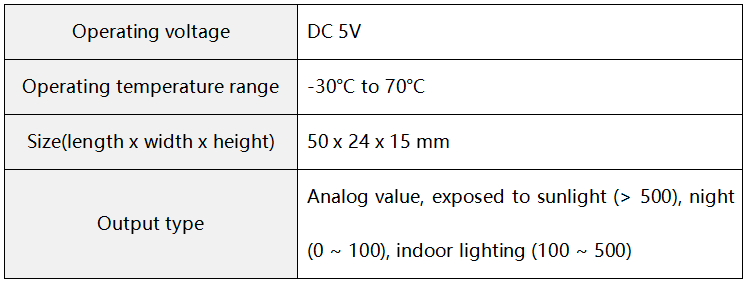 Operating voltage
DC 5V
Operating temperature range
-30℃ to 70℃
Size(length x width x height)
50 x 24 x 15 mm
Output type
Analog value, exposed to sunlight (> 500), night
(0 ~ 100), indoor lighting (100 ~ 500)